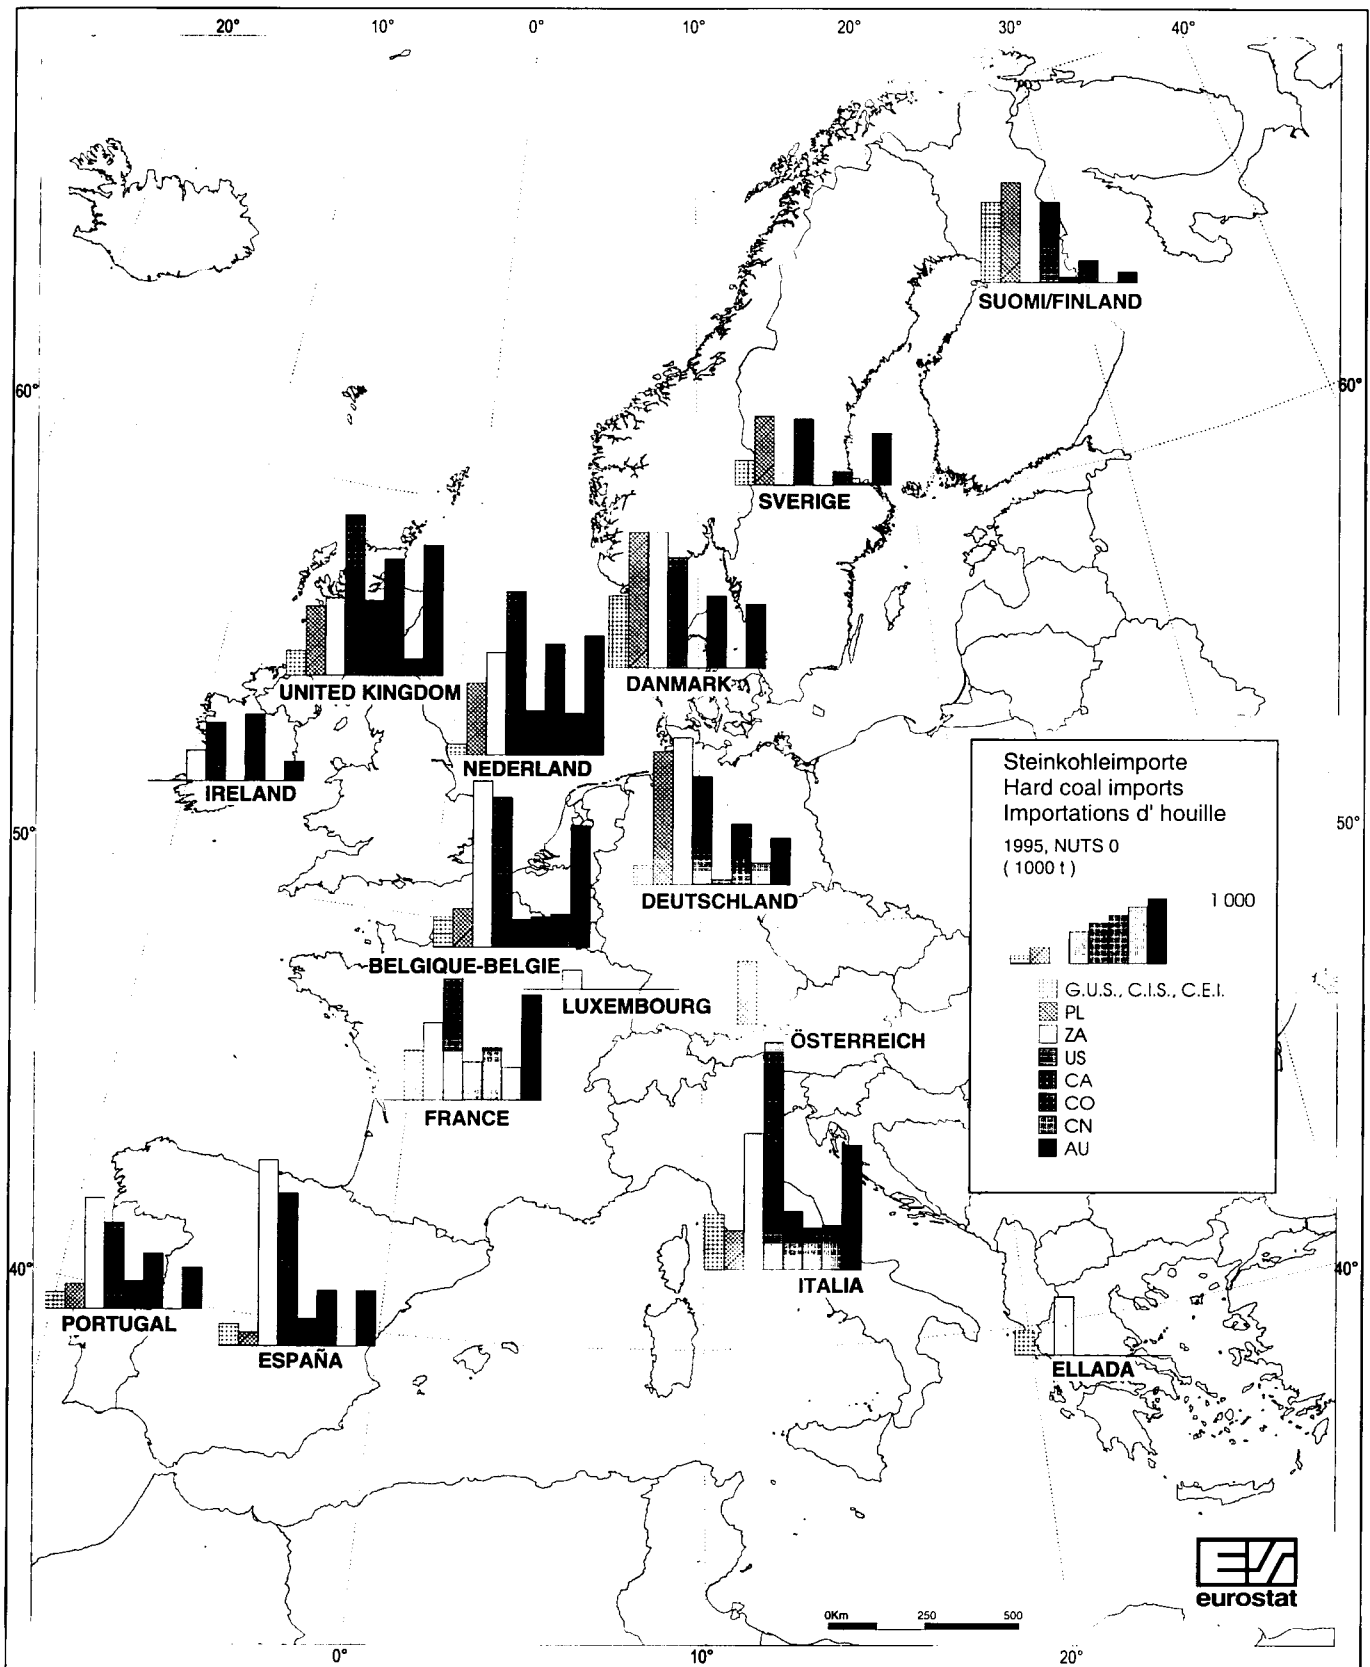 20° 10° 0° 10° 20° 30° 40°
SUOMI/FINLAND
60° 60°
SVERIGE
UNITED KINGDOM
DANMARK
NEDERLAND
IRELAND
Steinkohleimporte
Hard coal imports
Importations d' houille
1995, NUTS 0
( 1000 t )
1 000
G.U.S., C.I.S., C.E.I.
PL
ZA
US
CA
CO
CN
AU
50° 50°
DEUTSCHLAND
BELGIQUE-BELGIE
LUXEMBOURG
ÖSTERREICH
FRANCE
40° 40°
ITALIA
PORTUGAL
ESPAÑA
ELLADA
eurostat
0Km 250 500
0° 10° 20°